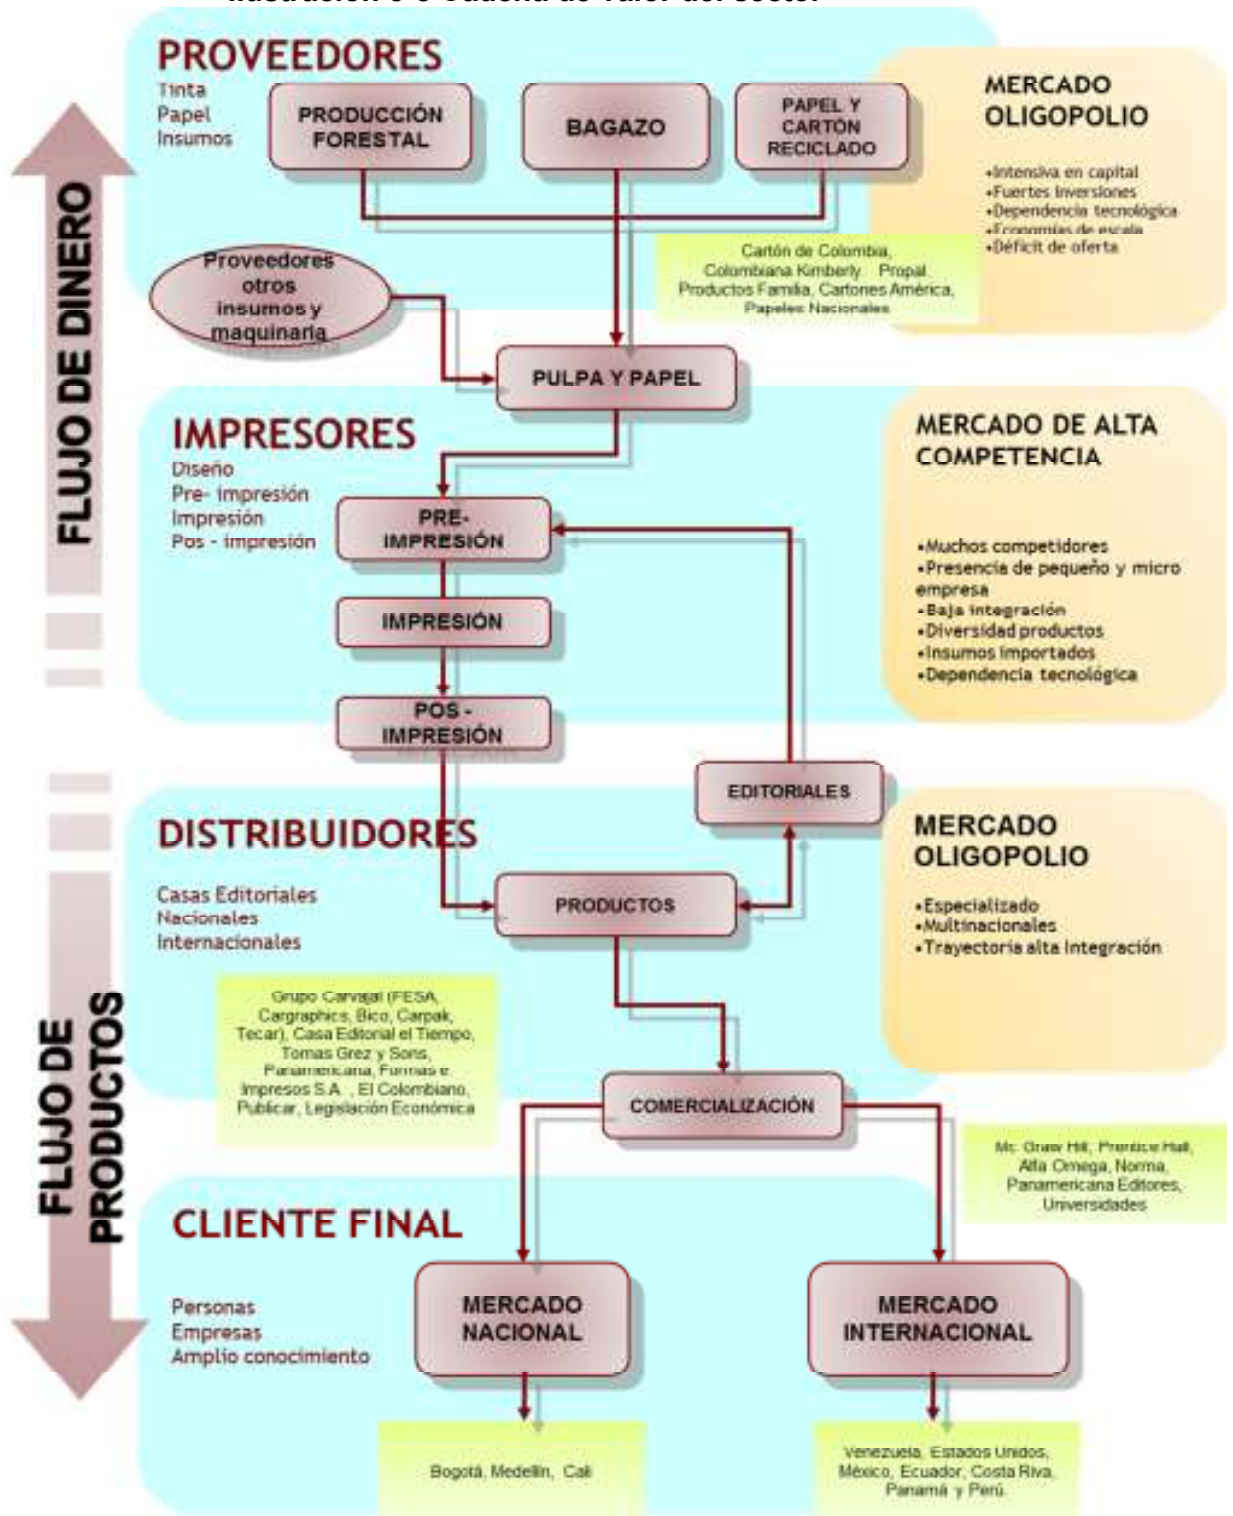 PROVEEDORES
Tinta
Papel
Insumos
PRODUCCIÓN
FORESTAL
BAGAZO
PAPEL Y
CARTÓN
RECICLADO
MERCADO
OLIGOPOLIO
•Intensiva en capital
•Fuertes inversiones
•Dependencia tecnológica
•Economías de escala
•Déficit de oferta
Cartón de Colombia,
Colombiana Kimberly Propal
Productos Familia, Cartones América,
Papeles Nacionales
Proveedores
otros
insumos y
maquinaria
PULPA Y PAPEL
FLUJO DE DINERO
IMPRESORES
Diseño
Pre- impresión
Impresión
Pos - impresión
PRE-
IMPRESIÓN
IMPRESIÓN
POS -
IMPRESIÓN
MERCADO DE ALTA
COMPETENCIA
•Muchos competidores
•Presencia de pequeño y micro
empresa
•Baja integración
•Diversidad productos
•Insumos importados
•Dependencia tecnológica
EDITORIALES
DISTRIBUIDORES
Casas Editoriales
Nacionales
Internacionales
PRODUCTOS
MERCADO
OLIGOPOLIO
•Especializado
•Multinacionales
•Trayectoria alta Integración
Grupo Carvajal (FESA,
Cargraphics, Bico, Carpak,
Tecar), Casa Editorial el Tiempo,
Tomas Grez y Sons,
Panamericana, Formas e
Impresos S.A. , El Colombiano,
Publicar, Legislación Económica
COMERCIALIZACIÓN
Mc Graw Hill, Prentice Hall,
Alfa Omega, Norma,
Panamericana Editores,
Universidades
FLUJO DE
PRODUCTOS
CLIENTE FINAL
Personas
Empresas
Amplio conocimiento
MERCADO
NACIONAL
MERCADO
INTERNACIONAL
Bogotá, Medellín, Cali
Venezuela, Estados Unidos,
México, Ecuador, Costa Riva,
Panamá y Perú.